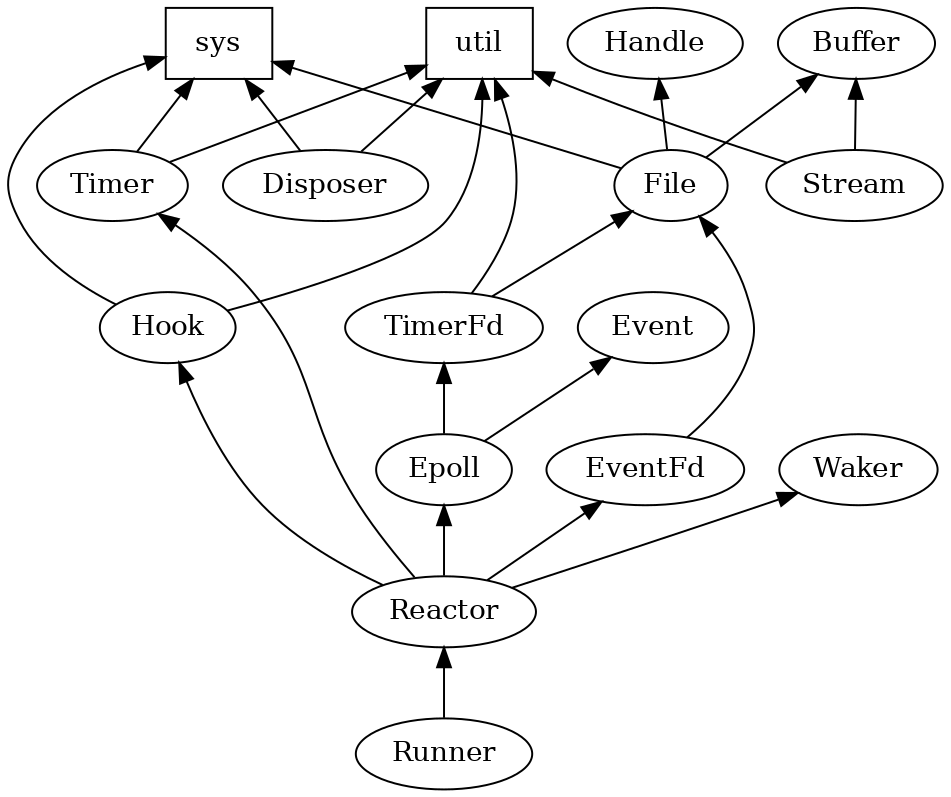 sys
util
Handle
Buffer
Timer
Disposer
File
Stream
Hook
TimerFd
Event
Epoll
EventFd
Waker
Reactor
Runner